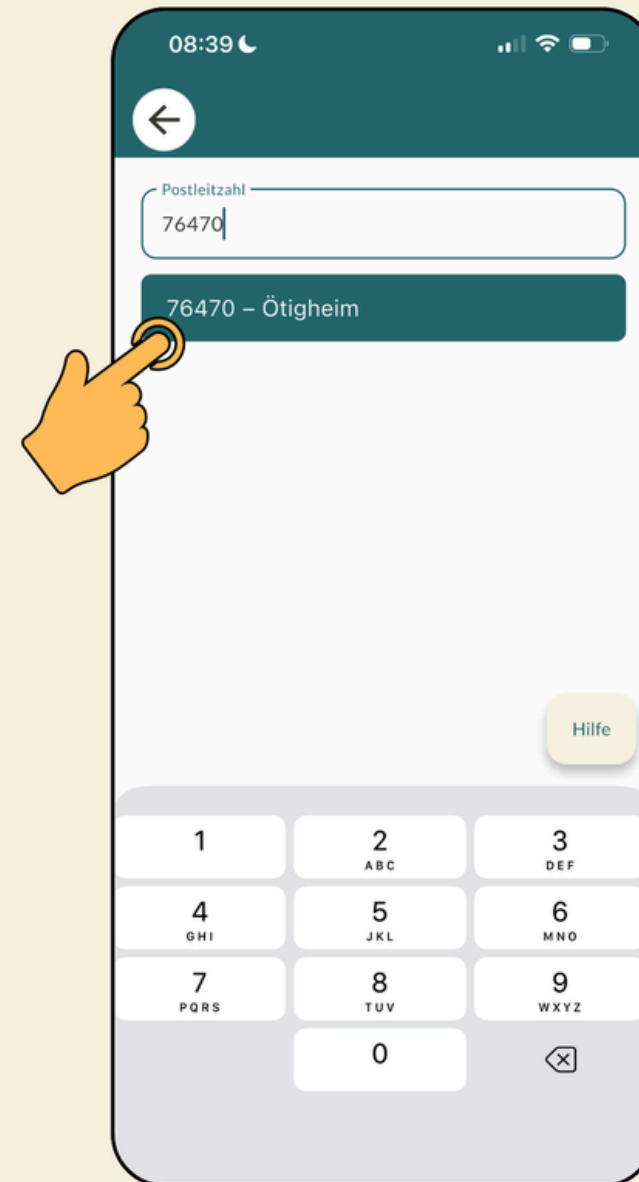 08:39
Postleitzahl
76470
76470 – Ötigheim
Hilfe
1 2 3
ABC DEF
4 5 6
GHI JKL MNO
7 8 9
PQRS TUV WXYZ
0